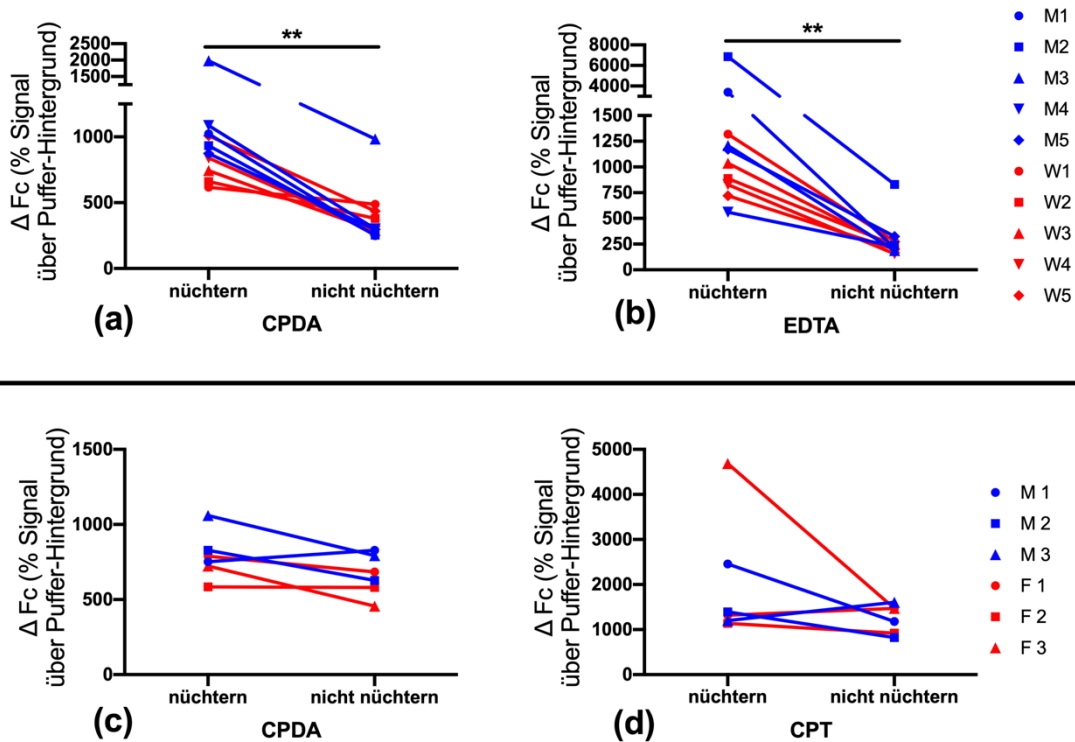 **
2500
2000
1500
1000
500
0
Δ Fc (% Signal
über Puffer-Hintergrund)
nüchtern
nicht nüchtern
(a)
CPDA
**
8000
6000
4000
1500
1250
1000
750
500
250
0
Δ Fc (% Signal
über Puffer-Hintergrund)
nüchtern
nicht nüchtern
(b)
EDTA
M1
M2
M3
M4
M5
W1
W2
W3
W4
W5
1500
1000
500
0
Δ Fc (% Signal
über Puffer-Hintergrund)
nüchtern
nicht nüchtern
(c)
CPDA
5000
4000
3000
2000
1000
0
Δ Fc (% Signal
über Puffer-Hintergrund)
nüchtern
nicht nüchtern
(d)
CPT
M 1
M 2
M 3
F 1
F 2
F 3